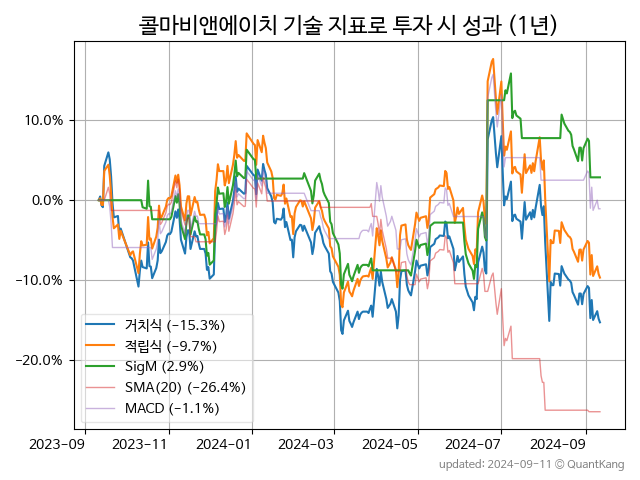 콜마비앤에이치 기술 지표로 투자 시 성과 (1년)
10.0%
0.0%
−10.0%
−20.0%
거치식 (−15.3%)
적립식 (−9.7%)
SigM (2.9%)
SMA(20) (−26.4%)
MACD (−1.1%)
2023-09 2023-11 2024-01 2024-03 2024-05 2024-07 2024-09
updated: 2024-09-11 © QuantKang